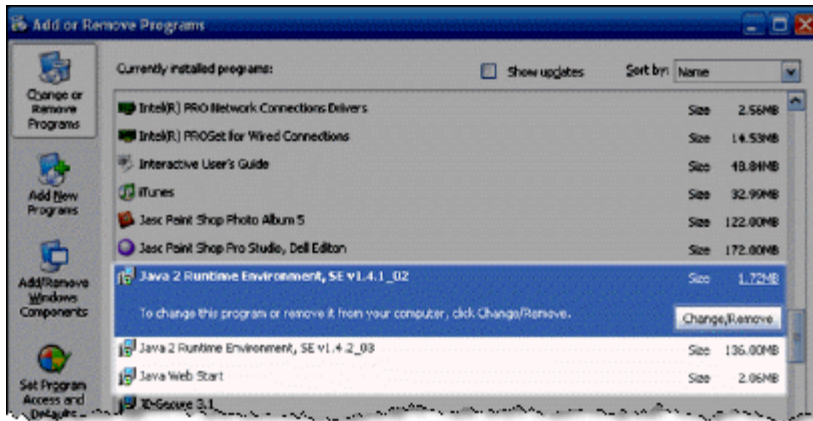 Add or Remove Programs
Change or
Remove
Programs
Add New
Programs
Add/Remove
Windows
Components
Set Program
Access and
Defaults
Currently installed programs:
Show updates
Sort by: Name
Intel(R) PRO Network Connections Drivers Size 2.56MB
Intel(R) PROSet for Wired Connections Size 14.53MB
Interactive User's Guide Size 48.84MB
iTunes Size 32.99MB
Jasc Paint Shop Photo Album 5 Size 122.00MB
Jasc Paint Shop Pro Studio, Dell Editon Size 172.00MB
Java 2 Runtime Environment, SE v1.4.1_02 Size 1.72MB
To change this program or remove it from your computer, click Change/Remove.
Change/Remove
Java 2 Runtime Environment, SE v1.4.2_03 Size 136.00MB
Java Web Start Size 2.06MB
3.1